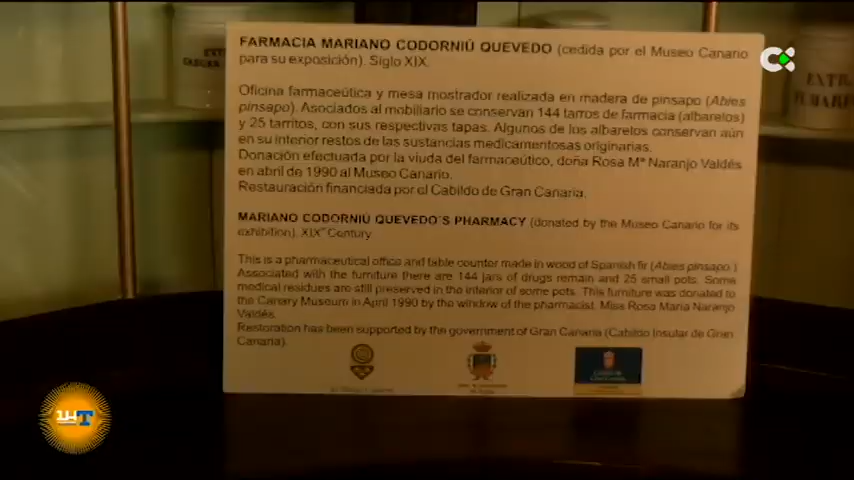 FARMACIA MARIANO CODORNIÚ QUEVEDO (cedida por el Museo Canario
para su exposición). Siglo XIX.
Oficina farmaceútica y mesa mostrador realizada en madera de pinsapo (Abies
pinsapo). Asociados al mobiliario se conservan 144 tarros de farmacia (albarelos)
y 25 tarritos, con sus respectivas tapas. Algunos de los albarelos conservan aún
en su interior restos de las sustancias medicamentosas originarias.
Donación efectuada por la viuda del farmaceútico, doña Rosa Mª Naranjo Valdés
en abril de 1990 al Museo Canario.
Restauración financiada por el Cabildo de Gran Canaria.
MARIANO CODORNIÚ QUEVEDO´S PHARMACY (donated by the Museo Canario for its
exhibition). XIXth Century
This is a pharmaceutical office and table counter made in wood of Spanish fir (Abies pinsapo )
Associated with the furniture there are 144 jars of drugs remain and 25 small pots. Some
medical residues are still preserved in the interior of some pots. This furniture was donated to
the Canary Museum in April 1990 by the window of the pharmacist, Miss Rosa María Naranjo
Valdés.
Restoration has been supported by the government of Gran Canaria (Cabildo Insular de Gran
Canaria).
EXTR.
1HT